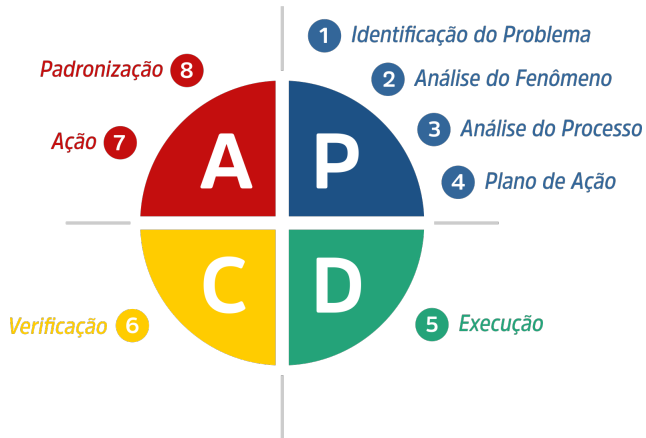 1 Identificação do Problema
2 Análise do Fenômeno
3 Análise do Processo
4 Plano de Ação
P
D
5 Execução
C
Verificação 6
A
Ação 7
Padronização 8